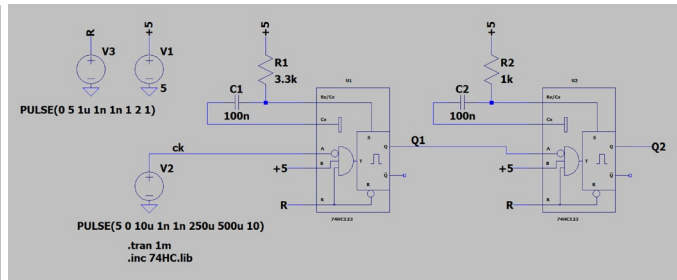 R
V3
PULSE(0 5 1u 1n 1n 1 2 1)
+5
V1
5
+5
R1
3.3k
C1
100n
U1
Rx/Cx
Cx
S
A
B
T
Q
Q
R
R
74HC123
ck
+5
R
V2
PULSE(5 0 10u 1n 1n 250u 500u 10)
.tran 1m
.inc 74HC.lib
Q1
+5
R2
1k
C2
100n
U2
Rx/Cx
Cx
S
A
B
T
Q
Q
R
R
74HC123
+5
R
Q2